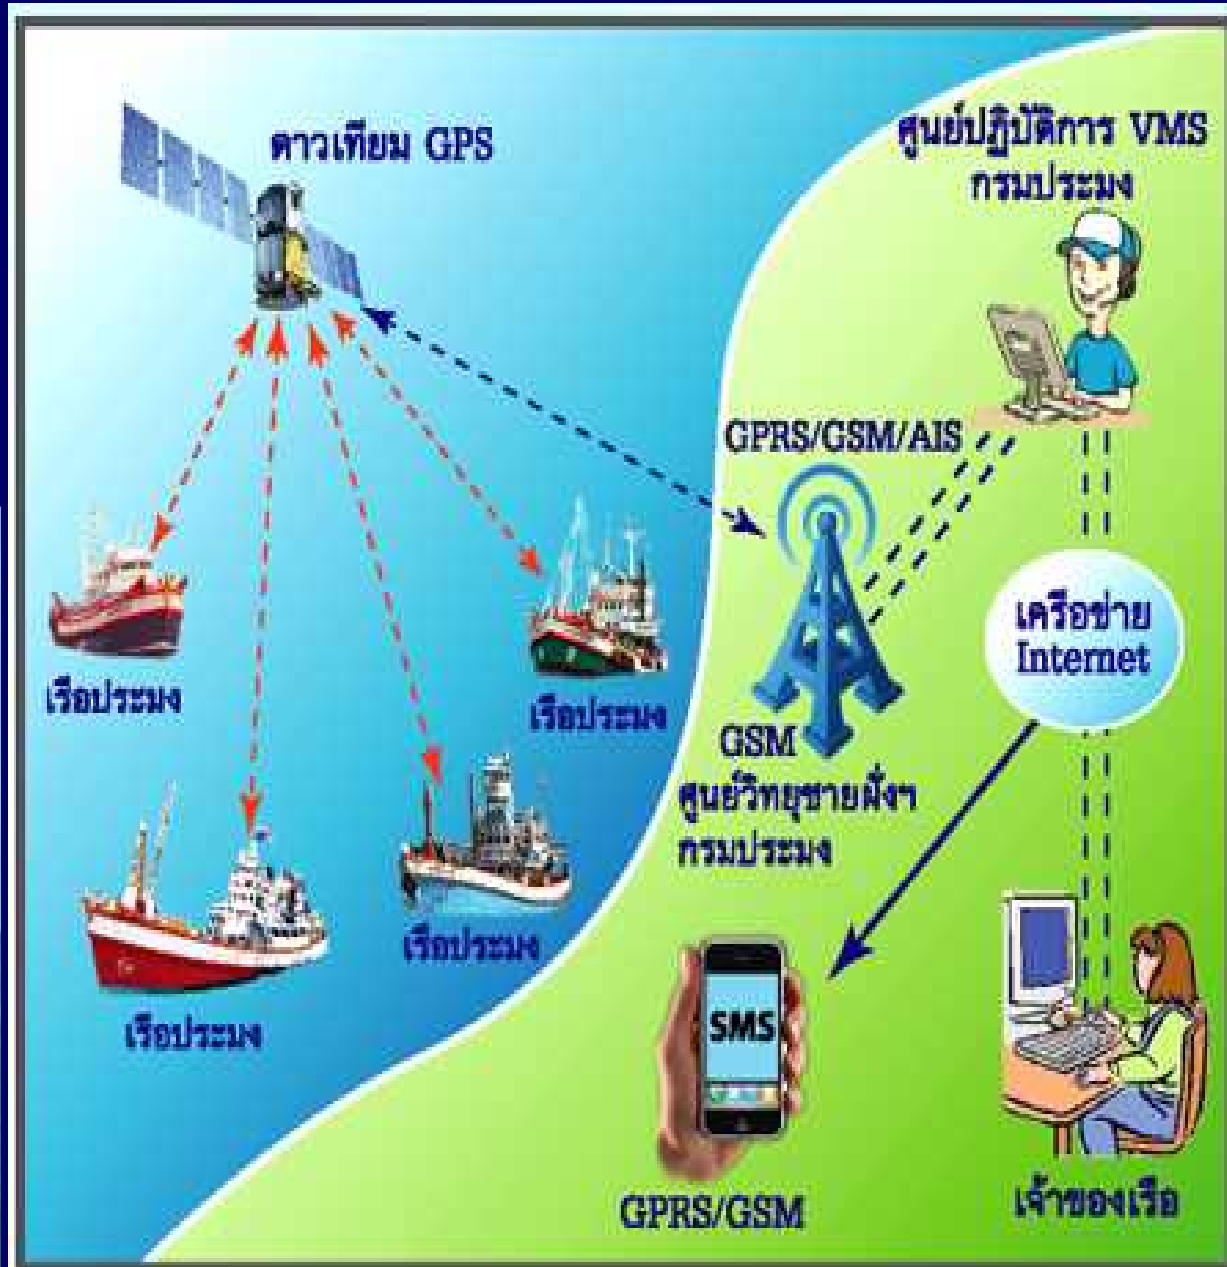 ดาวเทียม GPS
ศูนย์ปฏิบัติการ VMS
กรมประมง
GPRS/GSM/AIS
เครือข่าย
Internet
เรือประมง
เรือประมง
GSM
ศูนย์วิทยุชายฝั่งฯ
กรมประมง
เรือประมง
เรือประมง
SMS
GPRS/GSM
เจ้าของเรือ